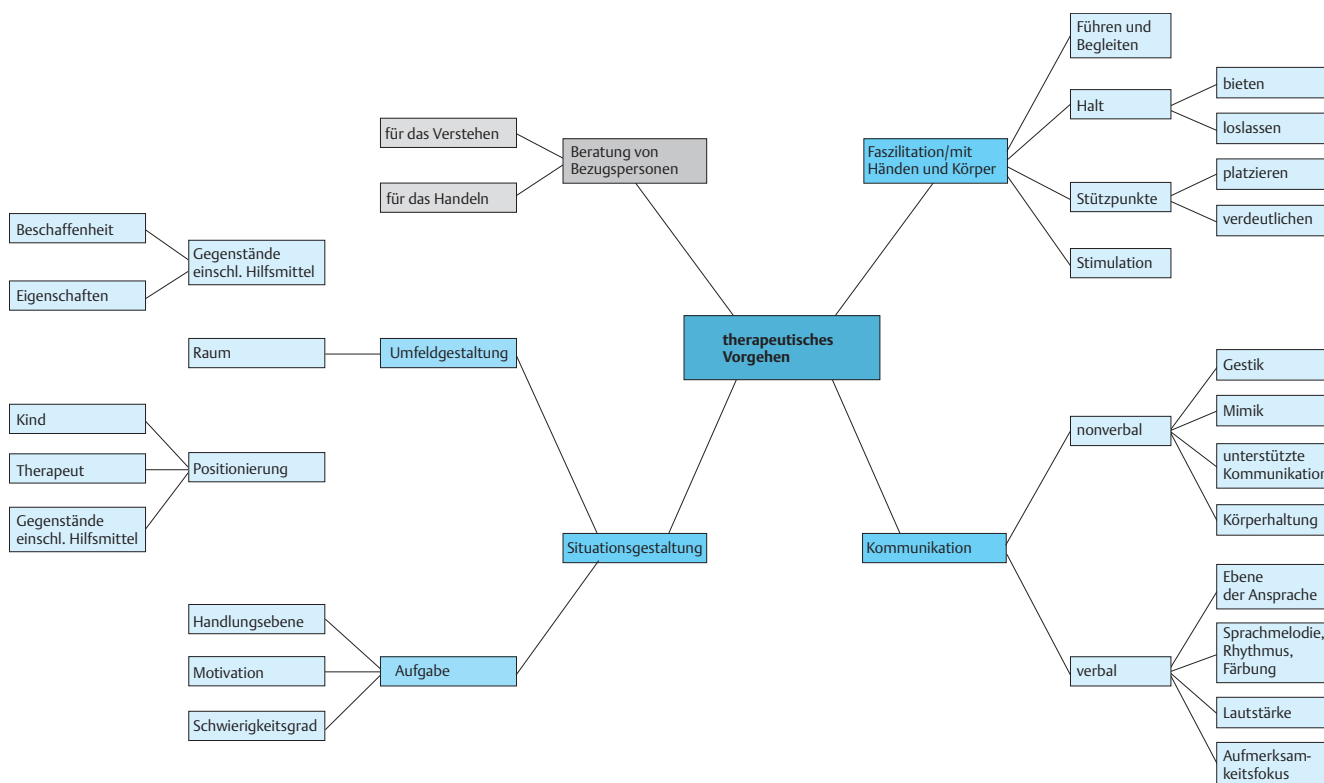 Führen und
Begleiten
Halt
bieten
loslassen
Faszilitation/mit
Händen und Körper
Stützpunkte
platzieren
verdeutlichen
Stimulation
für das Verstehen
für das Handeln
Beratung von
Bezugspersonen
Beschaffenheit
Eigenschaften
Gegenstände
einschl. Hilfsmittel
Raum
Umfeldgestaltung
therapeutisches
Vorgehen
Kind
Therapeut
Gegenstände
einschl. Hilfsmittel
Positionierung
Situationsgestaltung
Handlungsebene
Motivation
Schwierigkeitsgrad
Aufgabe
Kommunikation
nonverbal
Gestik
Mimik
unterstützte
Kommunikation
Körperhaltung
verbal
Ebene
der Ansprache
Sprachmelodie,
Rhythmus,
Färbung
Lautstärke
Aufmerksam-
keitsfokus